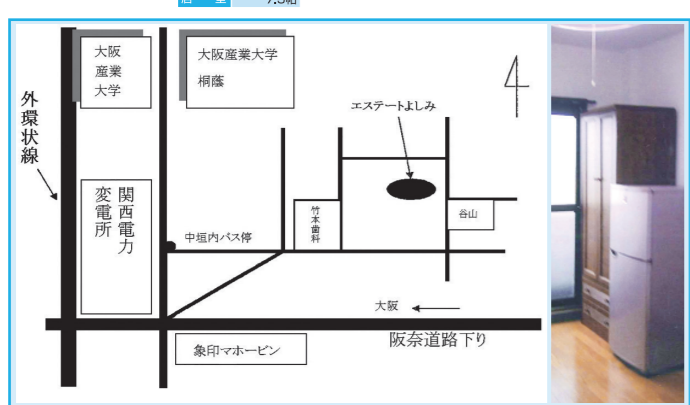 7.5帖
大阪
産業
大学
大阪産業大学
桐蔭
エステートよしみ
外環状線
関西電力
変電所
中垣内バス停
竹本歯科
谷山
大阪
阪奈道路下り
象印マホービン